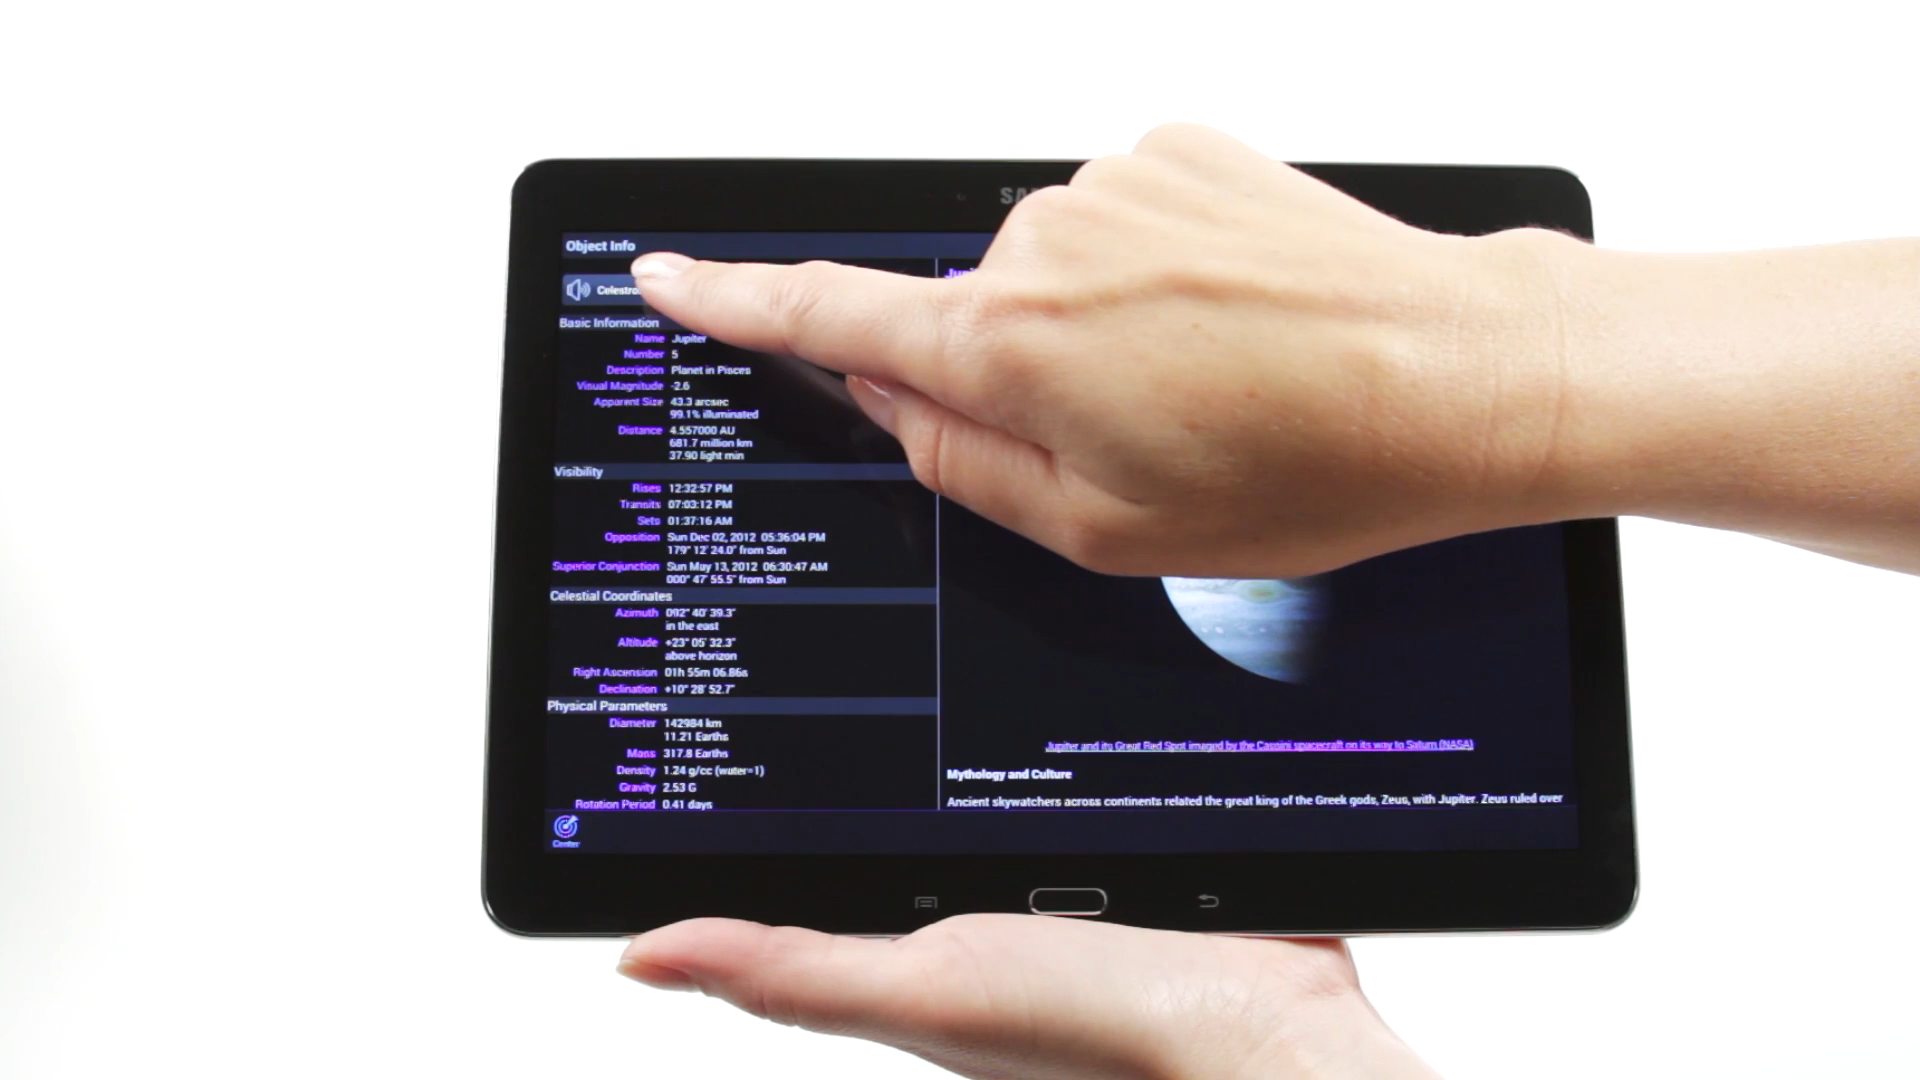 Object Info
Basic Information
Name Jupiter
Number 5
Description Planet in Pisces
Visual Magnitude -2.6
Apparent Size 43.3 arcsec
99.1% illuminated
Distance 4.557000 AU
681.7 million km
37.90 light min
Visibility
Rises 12:32:57 PM
Transits 07:03:12 PM
Sets 01:37:16 AM
Opposition Sun Dec 02, 2012 05:36:04 PM
179° 12' 24.0" from Sun
Superior Conjunction Sun May 13, 2012 06:30:47 AM
000° 47' 55.5" from Sun
Celestial Coordinates
Azimuth 092° 40' 39.3"
in the east
Altitude +23° 05' 32.3"
above horizon
Right Ascension 01h 55m 06.86s
Declination +10° 28' 52.7"
Physical Parameters
Diameter 142984 km
11.21 Earths
Mass 317.8 Earths
Density 1.24 g/cc (water=1)
Gravity 2.53 G
Rotation Period 0.41 days
Center
Jupiter and its Great Red Spot imaged by the Cassini spacecraft on its way to Saturn (NASA)
Mythology and Culture
Ancient skywatchers across continents related the great king of the Greek gods, Zeus, with Jupiter. Zeus ruled over